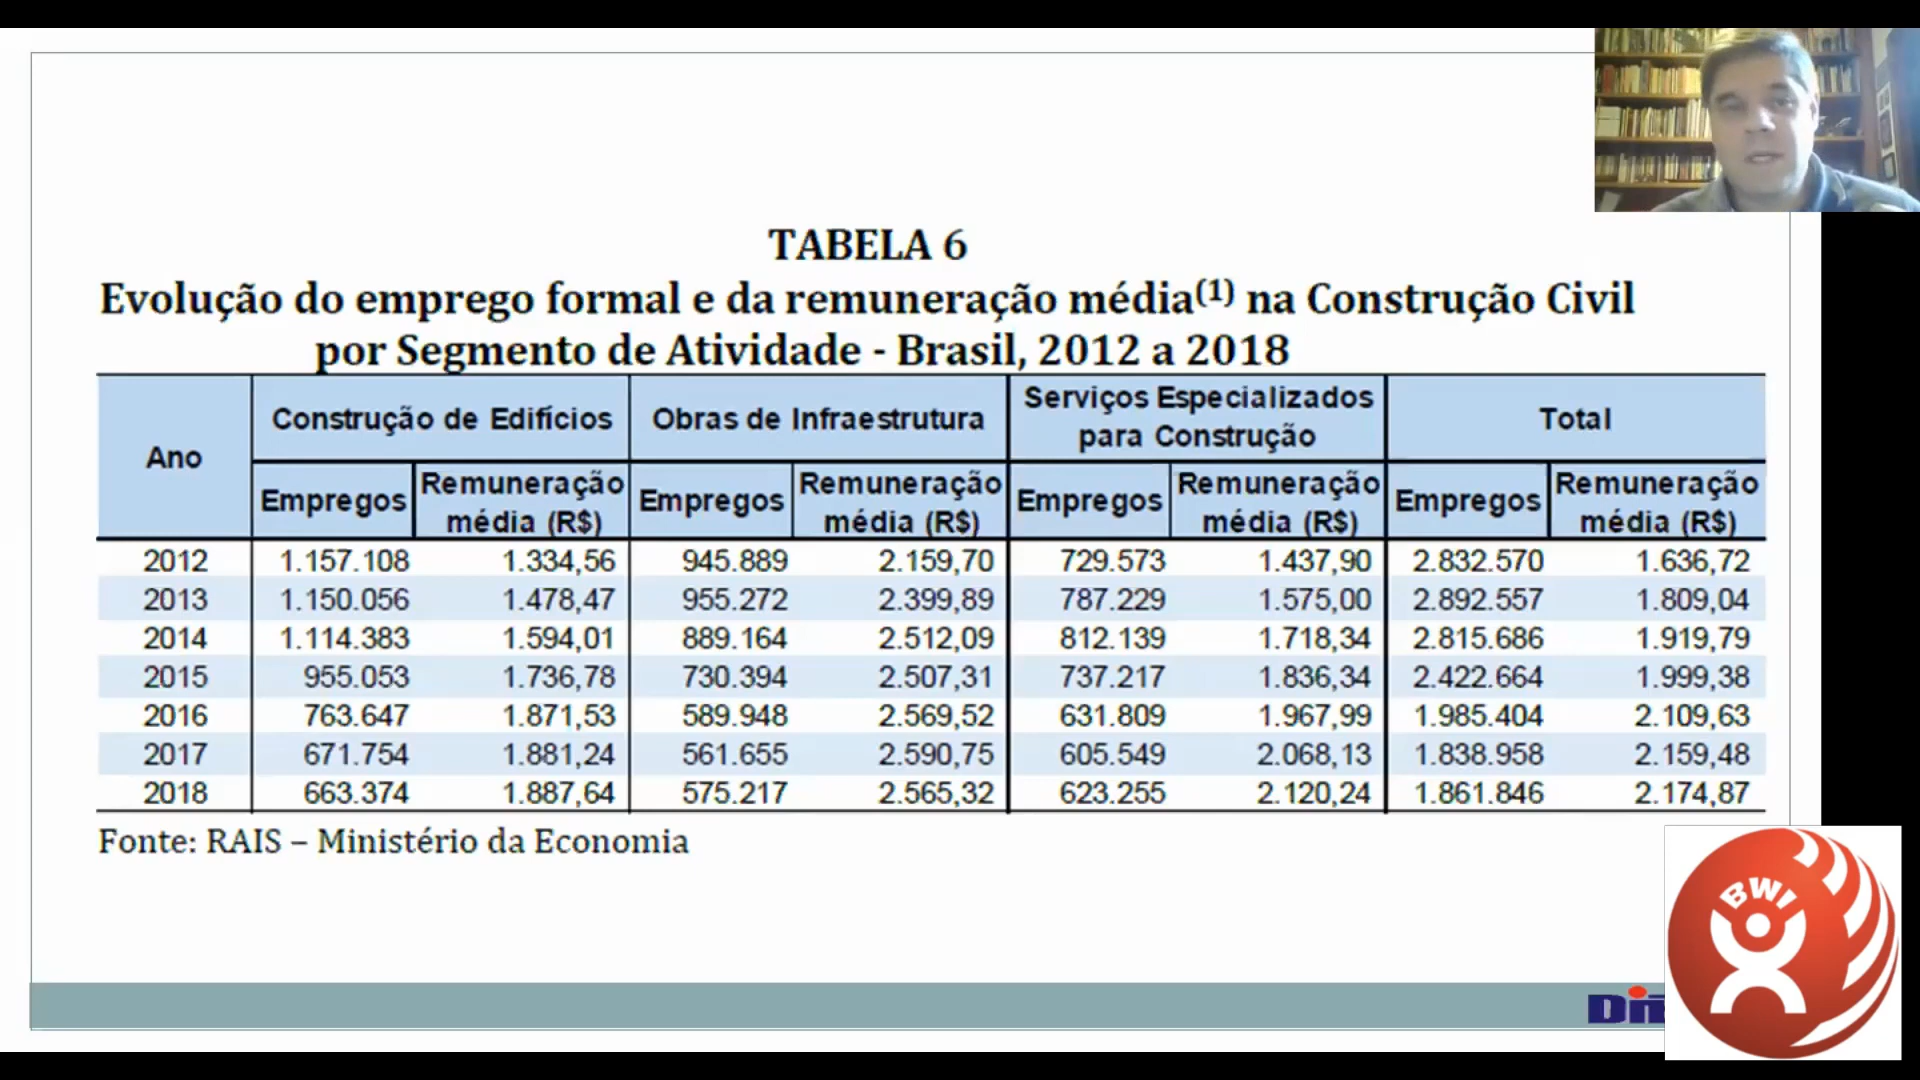 TABELA 6
Evolução do emprego formal e da remuneração média(1) na Construção Civil
por Segmento de Atividade - Brasil, 2012 a 2018
Ano
Construção de Edifícios
Obras de Infraestrutura
Serviços Especializados
para Construção
Total
Empregos
Remuneração
média (R$)
Empregos
Remuneração
média (R$)
Empregos
Remuneração
média (R$)
Empregos
Remuneração
média (R$)
2012 1.157.108 1.334,56 945.889 2.159,70 729.573 1.437,90 2.832.570 1.636,72
2013 1.150.056 1.478,47 955.272 2.399,89 787.229 1.575,00 2.892.557 1.809,04
2014 1.114.383 1.594,01 889.164 2.512,09 812.139 1.718,34 2.815.686 1.919,79
2015 955.053 1.736,78 730.394 2.507,31 737.217 1.836,34 2.422.664 1.999,38
2016 763.647 1.871,53 589.948 2.569,52 631.809 1.967,99 1.985.404 2.109,63
2017 671.754 1.881,24 561.655 2.590,75 605.549 2.068,13 1.838.958 2.159,48
2018 663.374 1.887,64 575.217 2.565,32 623.255 2.120,24 1.861.846 2.174,87
Fonte: RAIS – Ministério da Economia
BWI